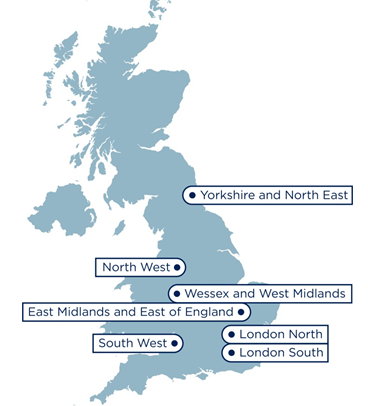 Yorkshire and North East
North West
Wessex and West Midlands
East Midlands and East of England
London North
South West
London South